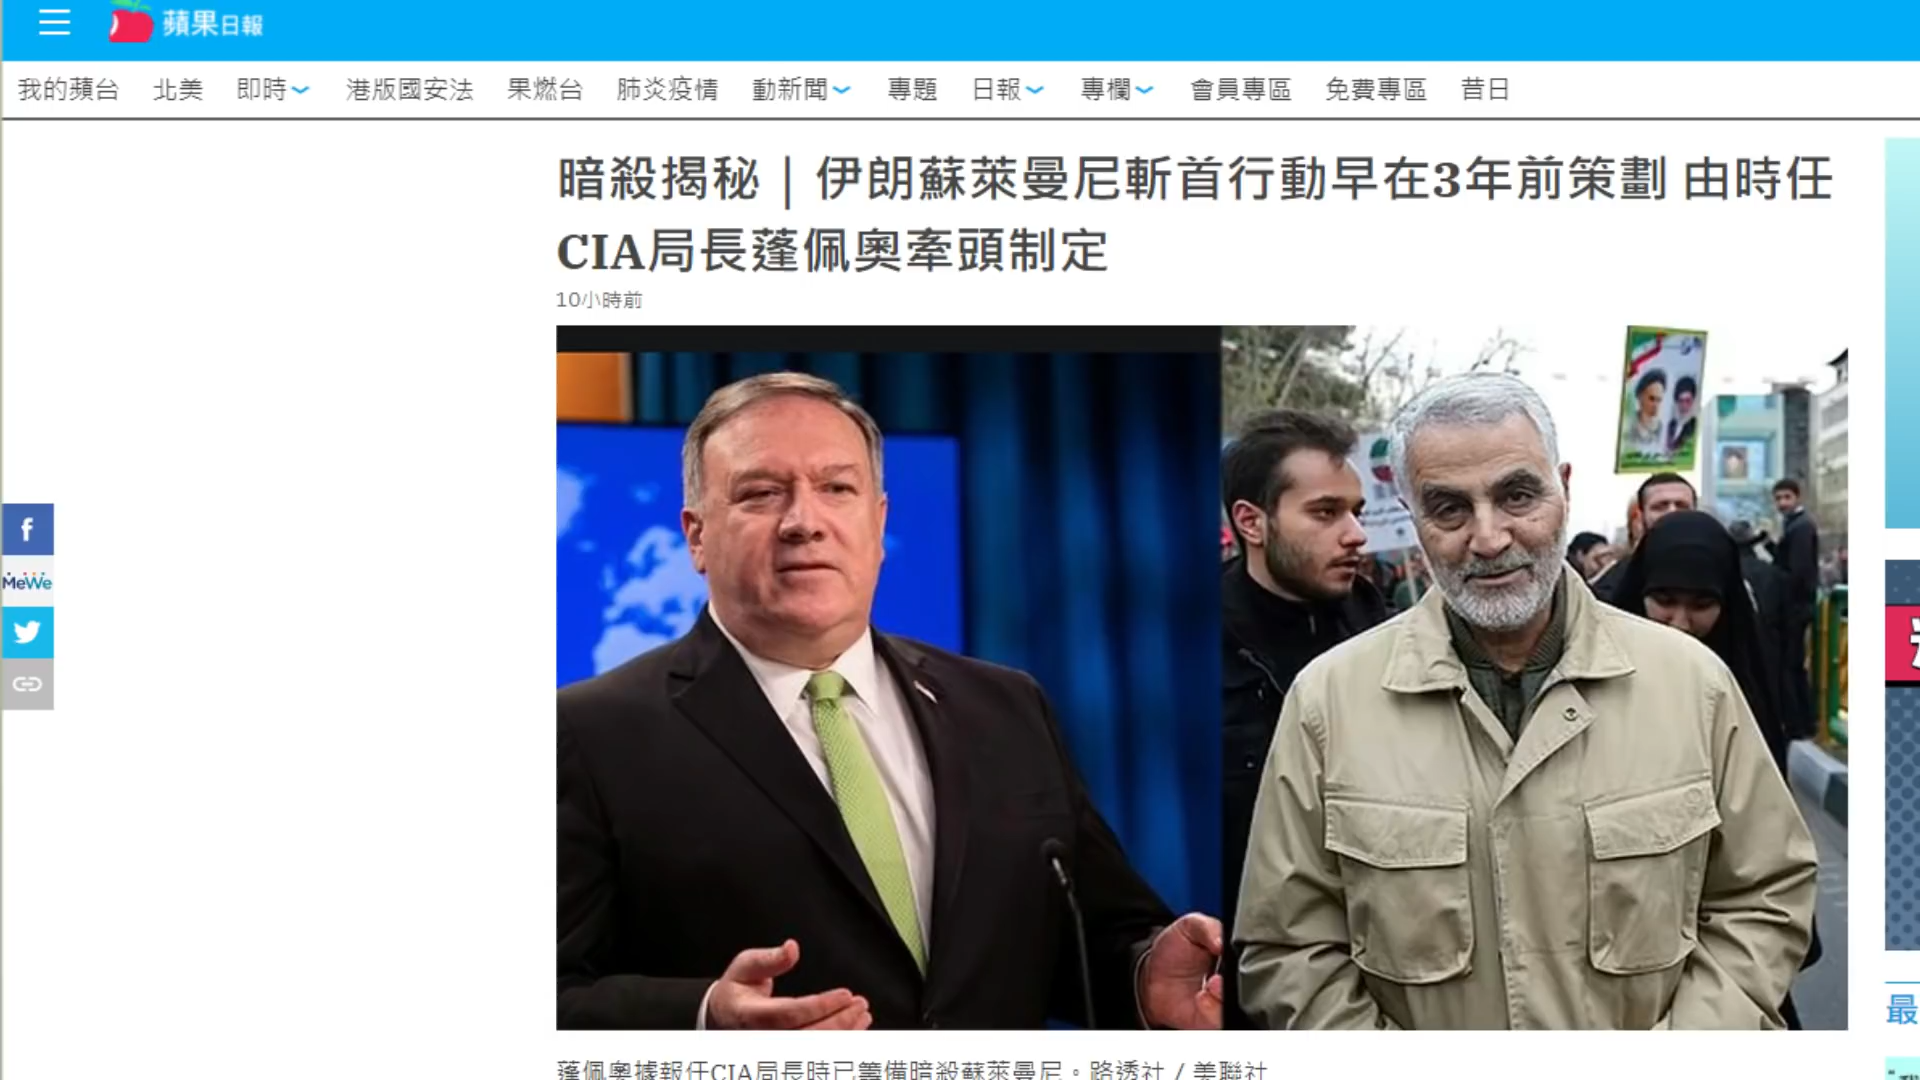 蘋果日報
我的蘋台 北美 即時 港版國安法 果燃台 肺炎疫情 動新聞 專題 日報 專欄 會員專區 免費專區 昔日
暗殺揭秘｜伊朗蘇萊曼尼斬首行動早在3年前策劃 由時任
CIA局長蓬佩奧牽頭制定
10小時前
f
MeWe
蓬佩奧據報任CIA局長時已籌備暗殺蘇萊曼尼。路透社 / 美聯社
最